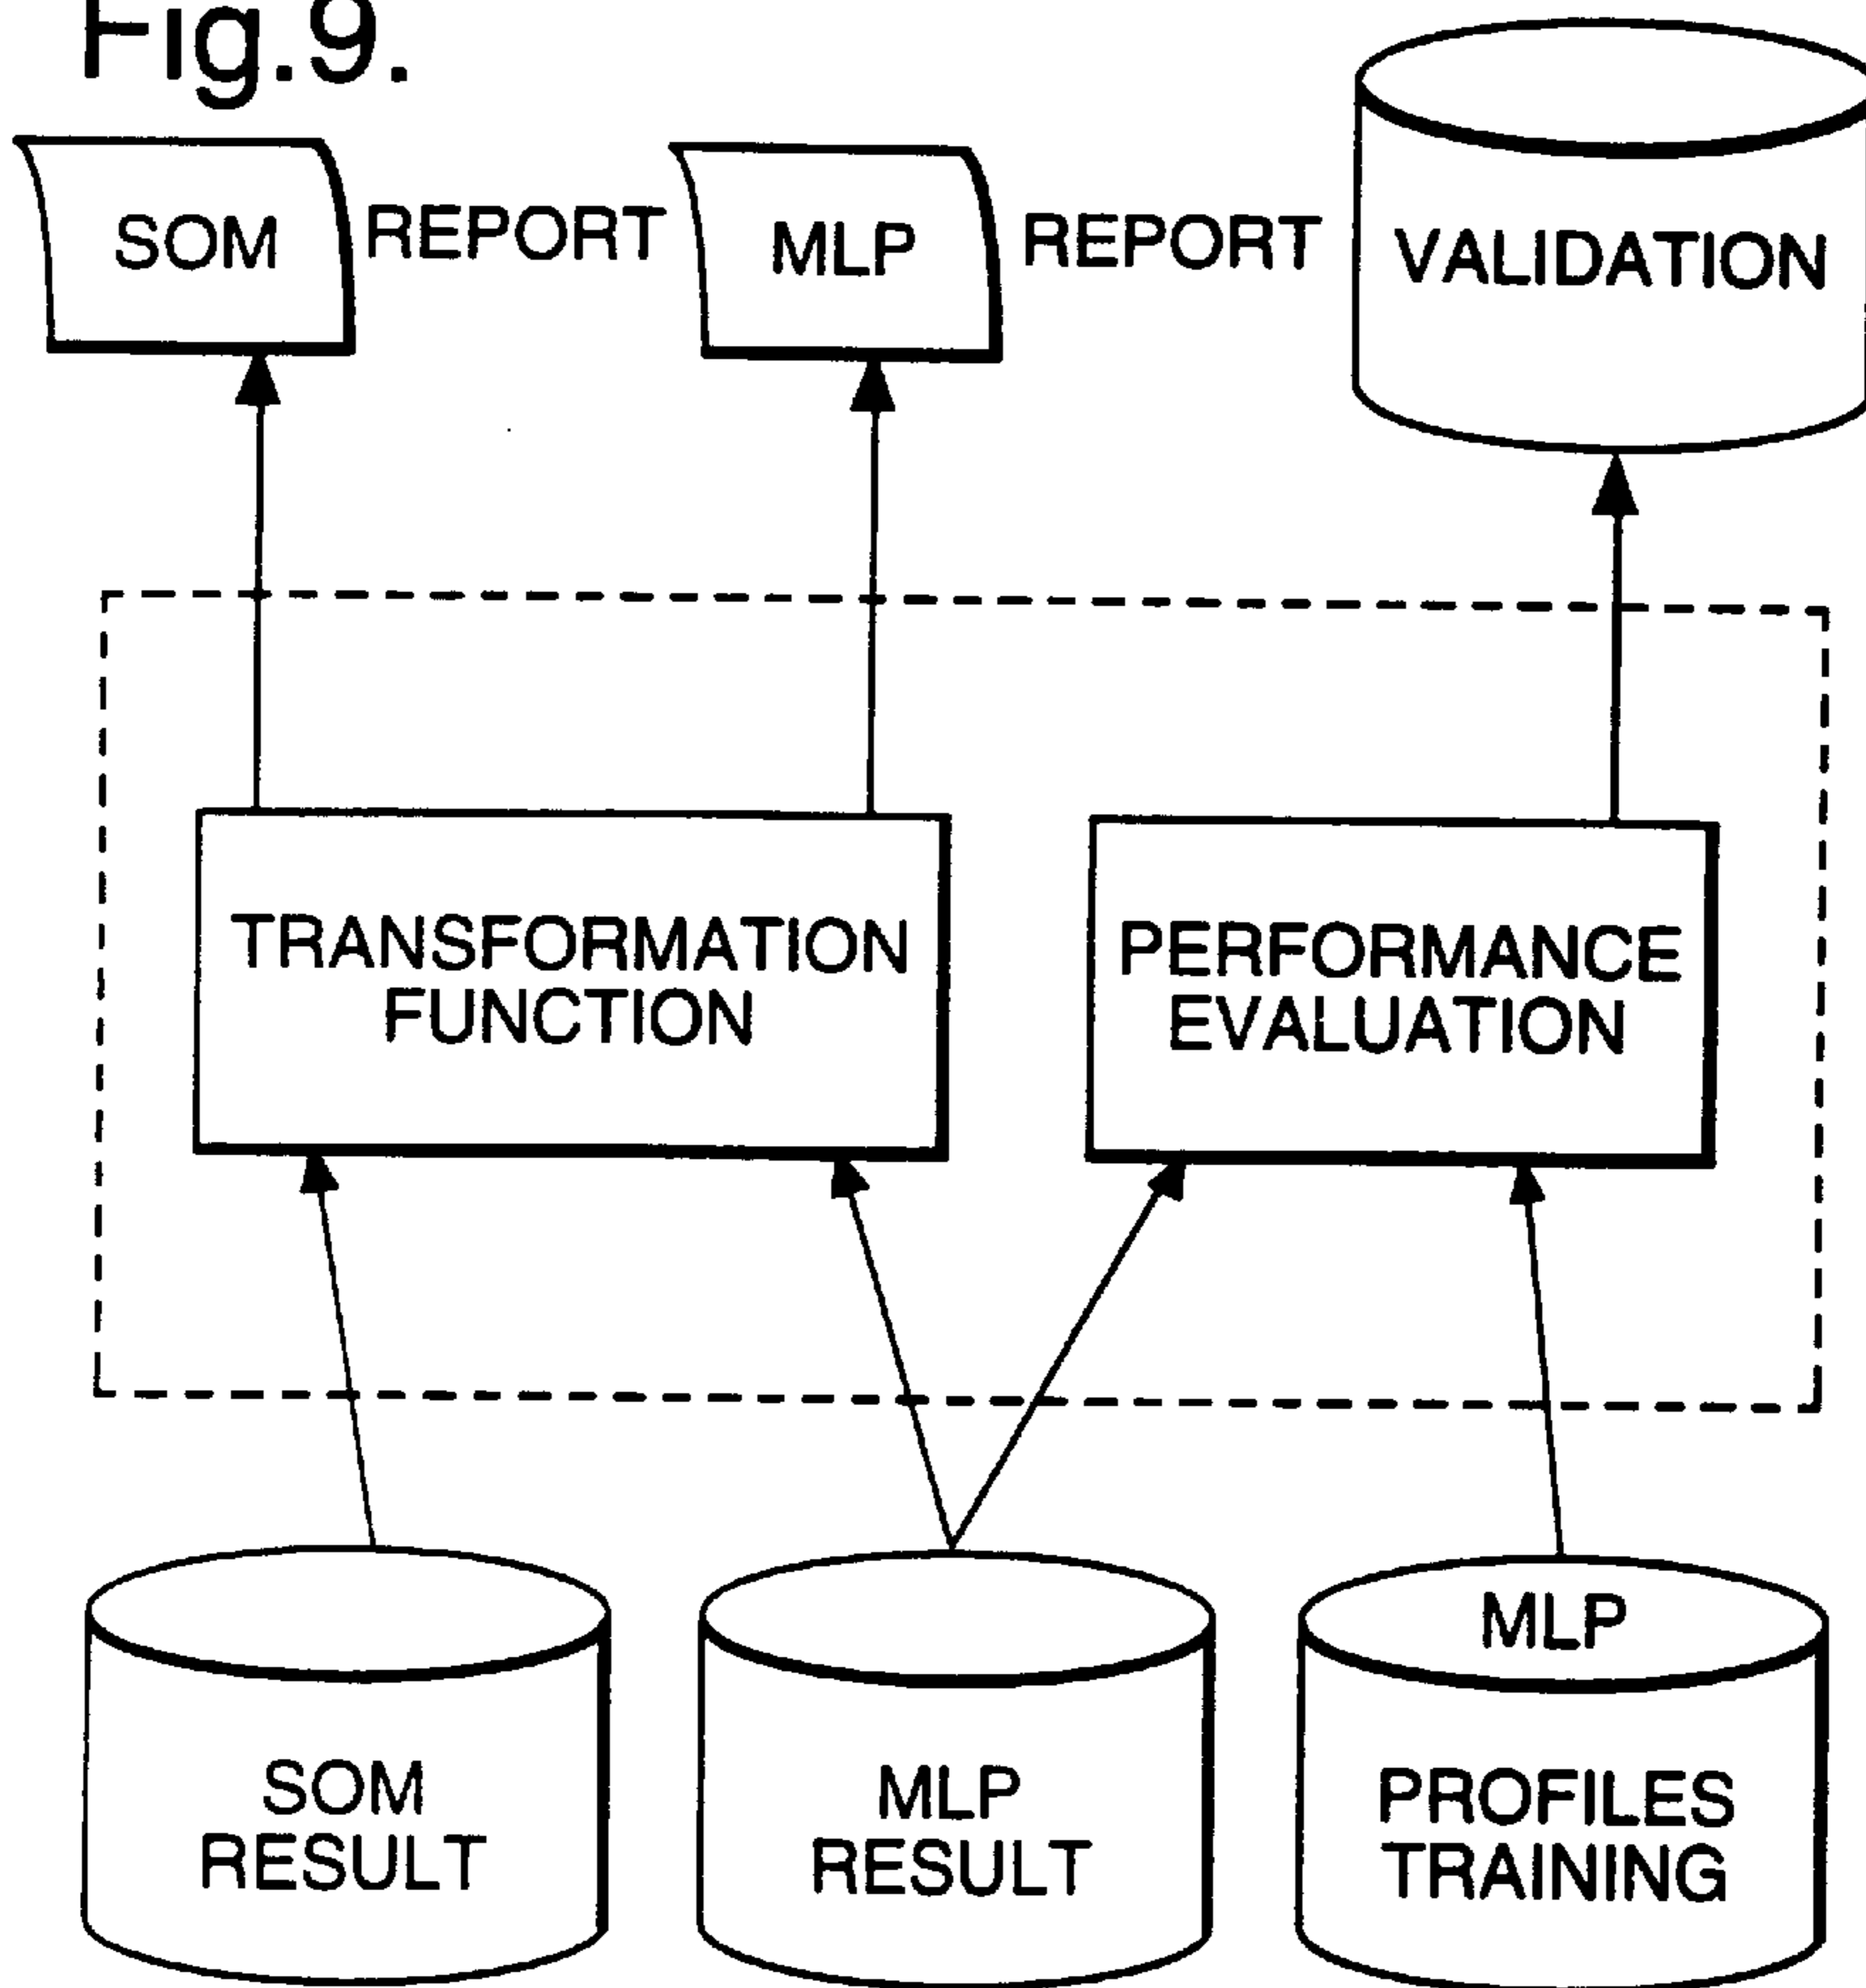 Fig.9.
SOM REPORT
MLP REPORT
VALIDATION
TRANSFORMATION
FUNCTION
PERFORMANCE
EVALUATION
SOM
RESULT
MLP
RESULT
MLP
PROFILES
TRAINING